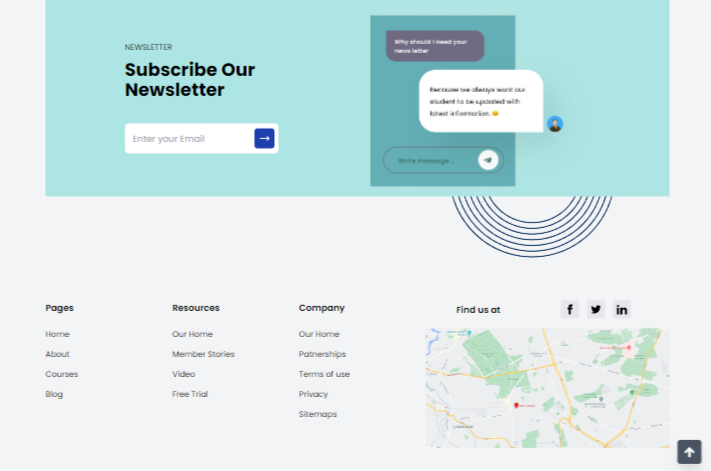 NEWSLETTER
Subscribe Our
Newsletter
Enter your Email
Why should I need your
news letter
Because we always want our
student to be updated with
latest information. 😊
Write message..
Pages
Home
About
Courses
Blog
Resources
Our Home
Member Stories
Video
Free Trial
Company
Our Home
Patnerships
Terms of use
Privacy
Sitemaps
Find us at